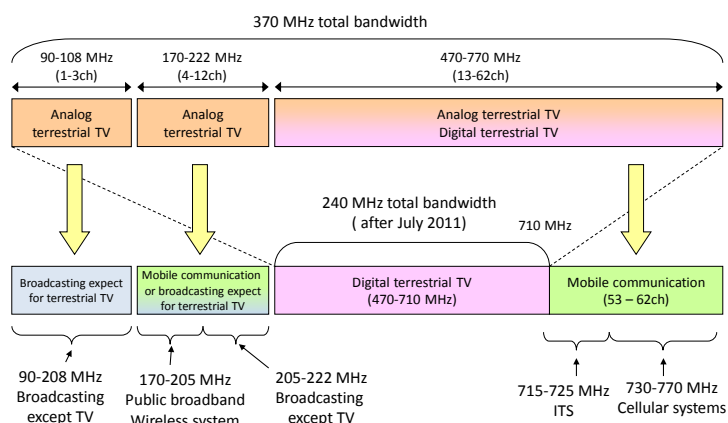 370 MHz total bandwidth
90-108 MHz
(1-3ch)
170-222 MHz
(4-12ch)
470-770 MHz
(13-62ch)
Analog
terrestrial TV
Analog
terrestrial TV
Analog terrestrial TV
Digital terrestrial TV
240 MHz total bandwidth
( after July 2011)
710 MHz
Broadcasting expect
for terrestrial TV
Mobile communication
or broadcasting expect
for terrestrial TV
Digital terrestrial TV
(470-710 MHz)
Mobile communication
(53 – 62ch)
90-208 MHz
Broadcasting
except TV
170-205 MHz
Public broadband
Wireless system
205-222 MHz
Broadcasting
except TV
715-725 MHz
ITS
730-770 MHz
Cellular systems